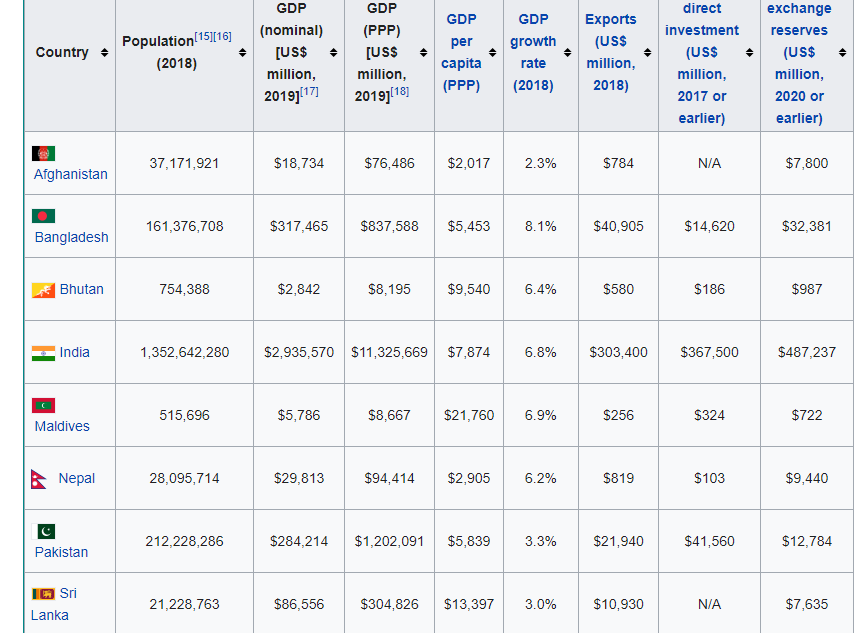 Country Population[15][16] (2018) GDP (nominal) [US$ million, 2019][17] GDP (PPP) [US$ million, 2019][18] GDP per capita (PPP) GDP growth rate (2018) Exports (US$ million, 2018) direct investment (US$ million, 2017 or earlier) exchange reserves (US$ million, 2020 or earlier)
Afghanistan 37,171,921 $18,734 $76,486 $2,017 2.3% $784 N/A $7,800
Bangladesh 161,376,708 $317,465 $837,588 $5,453 8.1% $40,905 $14,620 $32,381
Bhutan 754,388 $2,842 $8,195 $9,540 6.4% $580 $186 $987
India 1,352,642,280 $2,935,570 $11,325,669 $7,874 6.8% $303,400 $367,500 $487,237
Maldives 515,696 $5,786 $8,667 $21,760 6.9% $256 $324 $722
Nepal 28,095,714 $29,813 $94,414 $2,905 6.2% $819 $103 $9,440
Pakistan 212,228,286 $284,214 $1,202,091 $5,839 3.3% $21,940 $41,560 $12,784
Sri Lanka 21,228,763 $86,556 $304,826 $13,397 3.0% $10,930 N/A $7,635